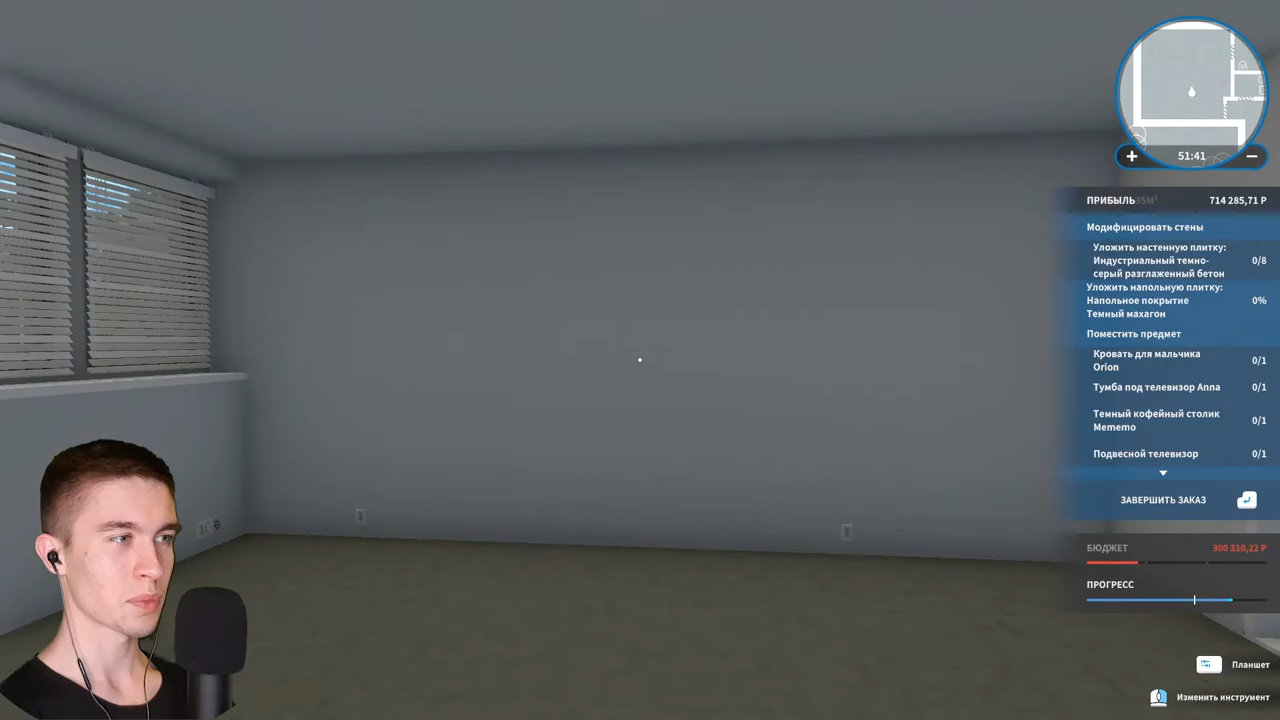 51:41
ПРИБЫЛЬ 35М² 714 285,71 Р
Модифицировать стены
Уложить настенную плитку:
Индустриальный темно- 0/8
серый разглаженный бетон
Уложить напольную плитку:
Напольное покрытие 0%
Темный махагон
Поместить предмет
Кровать для мальчика 0/1
Orion
Тумба под телевизор Anna 0/1
Темный кофейный столик 0/1
Mememo
Подвесной телевизор 0/1
ЗАВЕРШИТЬ ЗАКАЗ
БЮДЖЕТ 300 310,22 Р
ПРОГРЕСС
Планшет
Изменить инструмент